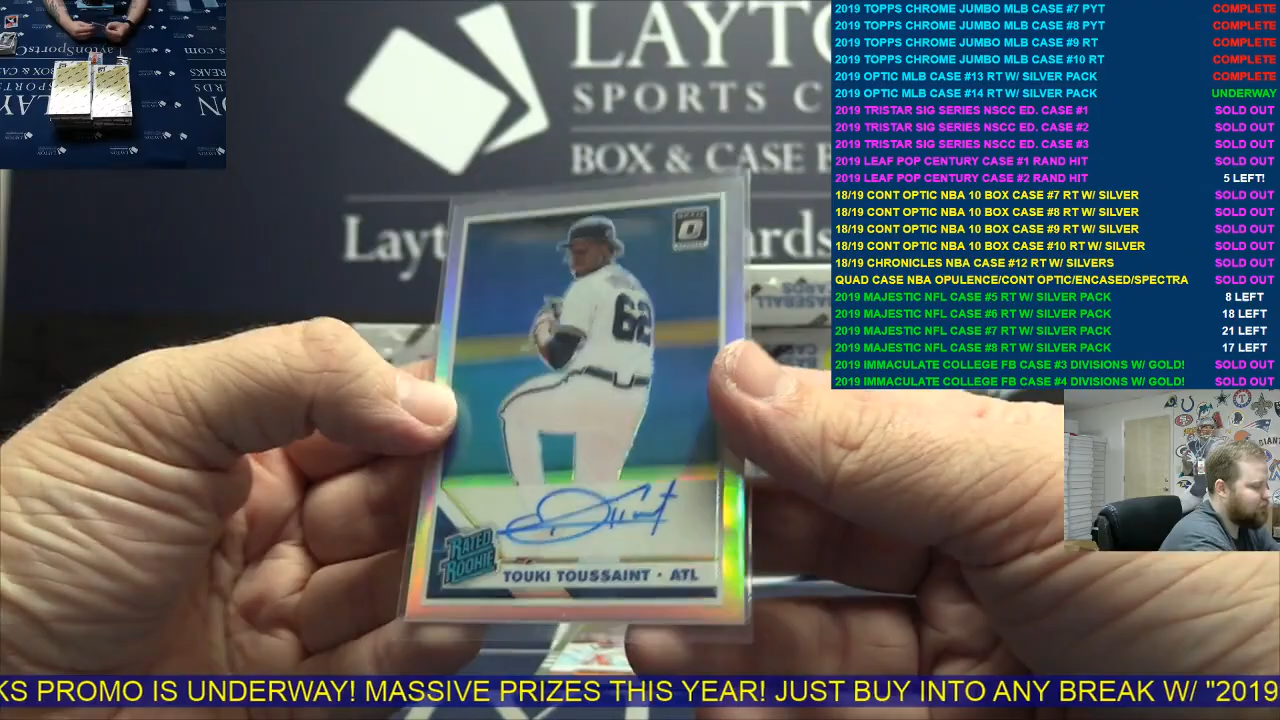 LAYTO
SPORTS C
BOX & CASE
Layt
rds
OPTIC
62
RATED
ROOKIE
TOUKI TOUSSAINT · ATL
BASEBALL
CARDS
2019 TOPPS CHROME JUMBO MLB CASE #7 PYT COMPLETE
2019 TOPPS CHROME JUMBO MLB CASE #8 PYT COMPLETE
2019 TOPPS CHROME JUMBO MLB CASE #9 RT COMPLETE
2019 TOPPS CHROME JUMBO MLB CASE #10 RT COMPLETE
2019 OPTIC MLB CASE #13 RT W/ SILVER PACK COMPLETE
2019 OPTIC MLB CASE #14 RT W/ SILVER PACK UNDERWAY
2019 TRISTAR SIG SERIES NSCC ED. CASE #1 SOLD OUT
2019 TRISTAR SIG SERIES NSCC ED. CASE #2 SOLD OUT
2019 TRISTAR SIG SERIES NSCC ED. CASE #3 SOLD OUT
2019 LEAF POP CENTURY CASE #1 RAND HIT SOLD OUT
2019 LEAF POP CENTURY CASE #2 RAND HIT 5 LEFT!
18/19 CONT OPTIC NBA 10 BOX CASE #7 RT W/ SILVER SOLD OUT
18/19 CONT OPTIC NBA 10 BOX CASE #8 RT W/ SILVER SOLD OUT
18/19 CONT OPTIC NBA 10 BOX CASE #9 RT W/ SILVER SOLD OUT
18/19 CONT OPTIC NBA 10 BOX CASE #10 RT W/ SILVER SOLD OUT
18/19 CHRONICLES NBA CASE #12 RT W/ SILVERS SOLD OUT
QUAD CASE NBA OPULENCE/CONT OPTIC/ENCASED/SPECTRA SOLD OUT
2019 MAJESTIC NFL CASE #5 RT W/ SILVER PACK 8 LEFT
2019 MAJESTIC NFL CASE #6 RT W/ SILVER PACK 18 LEFT
2019 MAJESTIC NFL CASE #7 RT W/ SILVER PACK 21 LEFT
2019 MAJESTIC NFL CASE #8 RT W/ SILVER PACK 17 LEFT
2019 IMMACULATE COLLEGE FB CASE #3 DIVISIONS W/ GOLD! SOLD OUT
2019 IMMACULATE COLLEGE FB CASE #4 DIVISIONS W/ GOLD! SOLD OUT
KS PROMO IS UNDERWAY! MASSIVE PRIZES THIS YEAR! JUST BUY INTO ANY BREAK W/ "2019